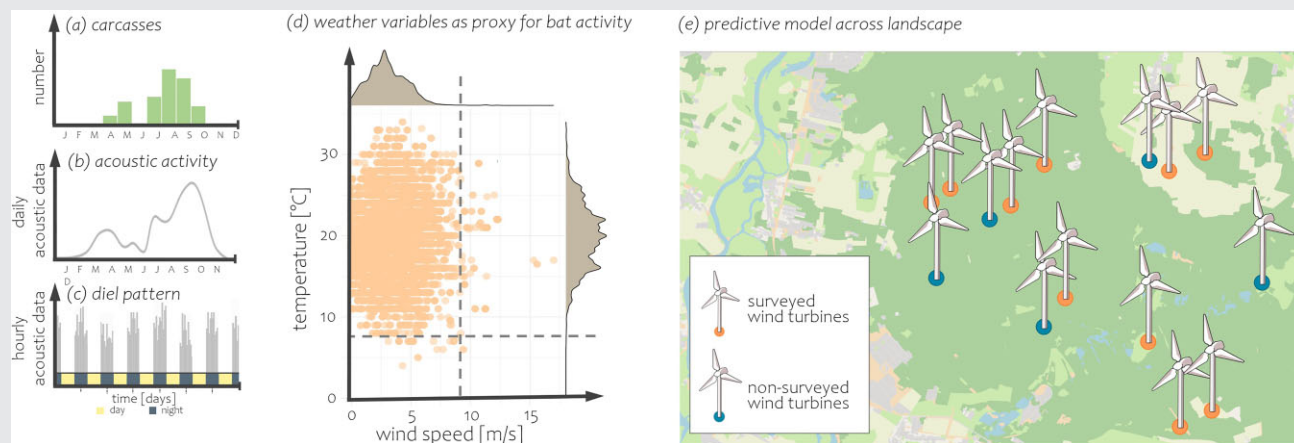 (a) carcasses
number
J F M A M J J A S O N D
(b) acoustic activity
daily
acoustic data
J F M A M J J A S O N
D
(c) diel pattern
hourly
acoustic data
time [days]
day night
(d) weather variables as proxy for bat activity
temperature [°C]
30
20
10
0
0 5 10 15
wind speed [m/s]
(e) predictive model across landscape
surveyed
wind turbines
non-surveyed
wind turbines